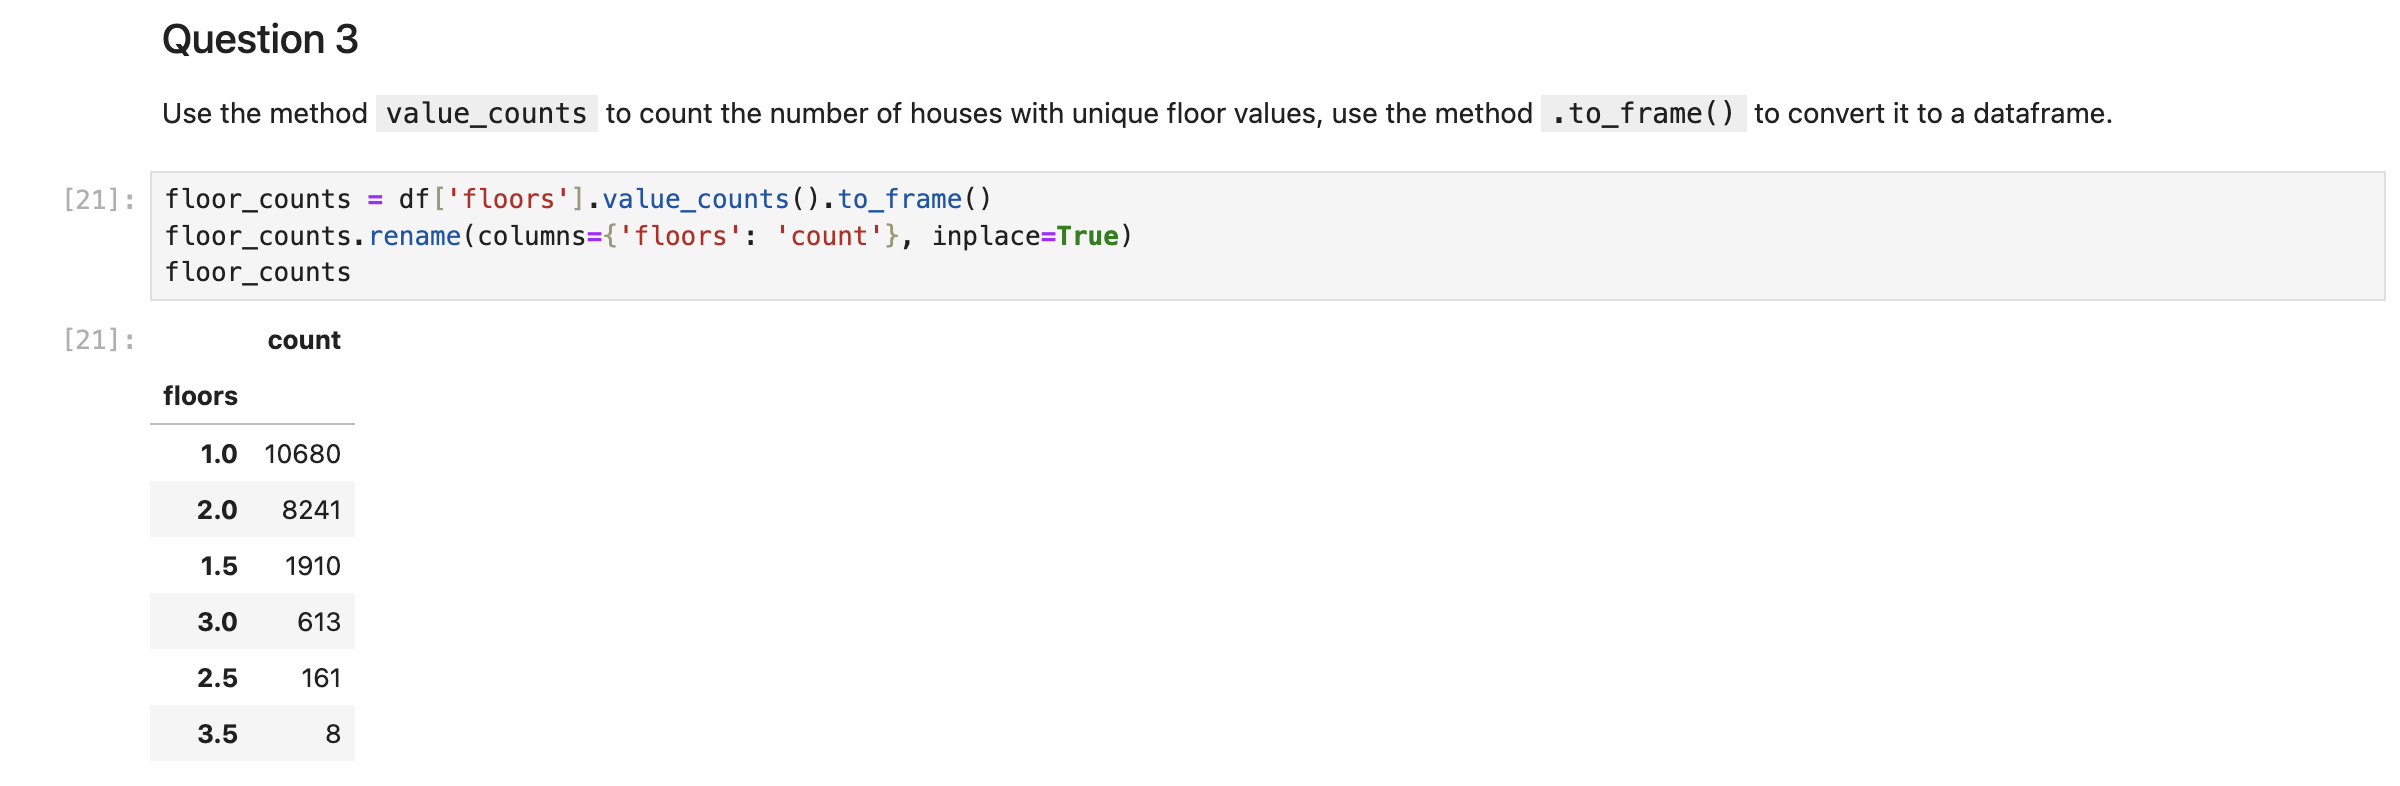 Question 3
Use the method value_counts to count the number of houses with unique floor values, use the method .to_frame() to convert it to a dataframe.
[21]: floor_counts = df['floors'].value_counts().to_frame()
floor_counts.rename(columns={'floors': 'count'}, inplace=True)
floor_counts
[21]: count
floors
1.0 10680
2.0 8241
1.5 1910
3.0 613
2.5 161
3.5 8